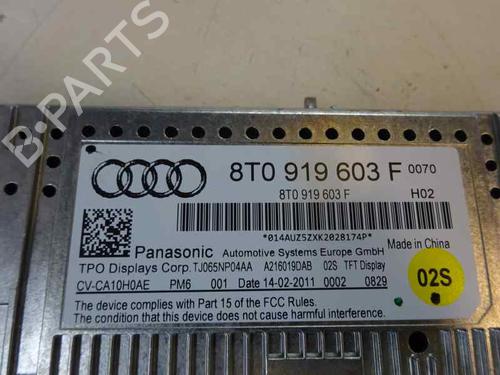 B-PARTS
8T0 919 603 F 0070
8T0 919 603 F H02
*014AUZ5ZXK2028174P*
Made in China
Panasonic Automotive Systems Europe GmbH
TPO Displays Corp. TJ065NP04AA A216019DAB 02S TFT Display
02S
CV-CA10H0AE PM6 001 14-02-2011 0002 0829
The device complies with Part 15 of the FCC Rules.
The condition that this device does not cause harmful interference.